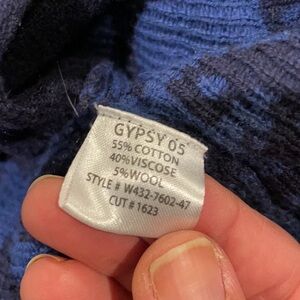 GYPSY 05
55% COTTON
40%VISCOSE
5%WOOL
STYLE # W432-7602-47
CUT # 1623